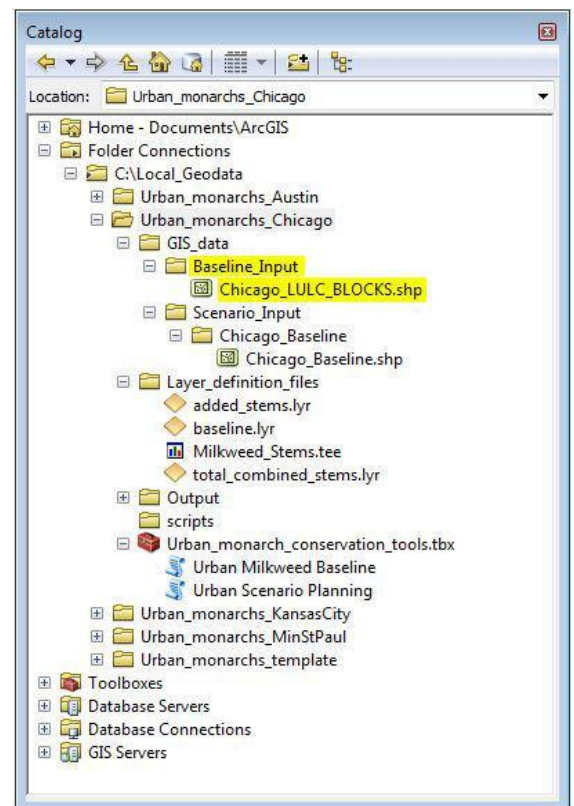 Catalog
Location: Urban_monarchs_Chicago
Home - Documents\ArcGIS
Folder Connections
C:\Local_Geodata
Urban_monarchs_Austin
Urban_monarchs_Chicago
GIS_data
Baseline_Input
Chicago_LULC_BLOCKS.shp
Scenario_Input
Chicago_Baseline
Chicago_Baseline.shp
Layer_definition_files
added_stems.lyr
baseline.lyr
Milkweed_Stems.tee
total_combined_stems.lyr
Output
scripts
Urban_monarch_conservation_tools.tbx
Urban Milkweed Baseline
Urban Scenario Planning
Urban_monarchs_KansasCity
Urban_monarchs_MinStPaul
Urban_monarchs_template
Toolboxes
Database Servers
Database Connections
GIS Servers